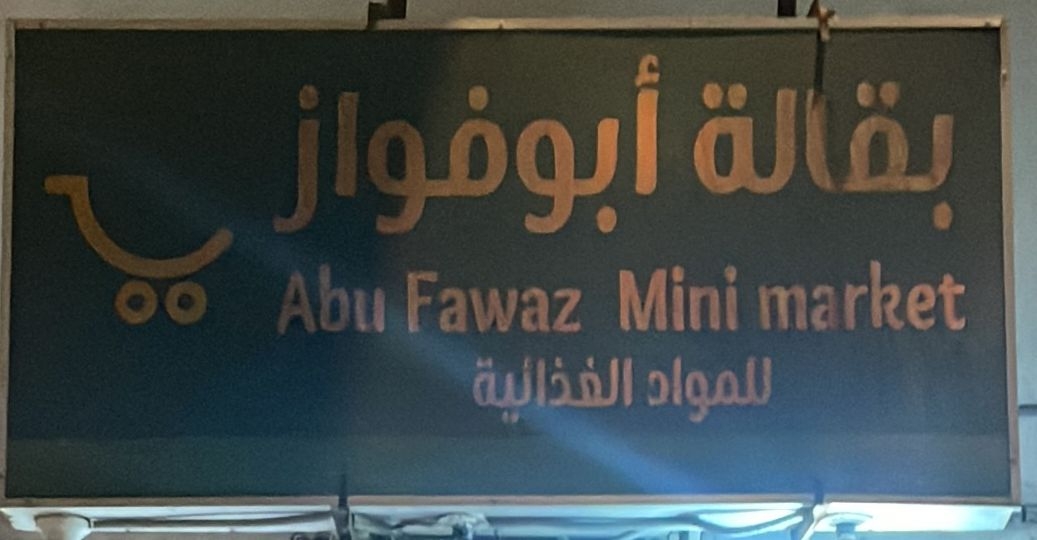 بقالة أبوفواز
Abu Fawaz Mini market
للمواد الغذائية